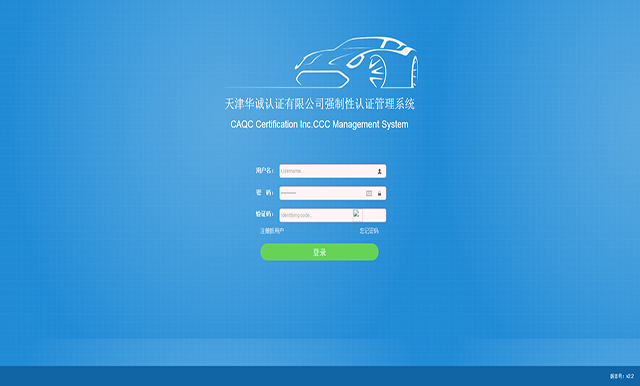 天津华诚认证有限公司强制性认证管理系统
CAQC Certification Inc.CCC Management System
用户名： Username...
密 码：
验证码： Identifying code...
注册新用户 忘记密码
登录
版本号：v2.2